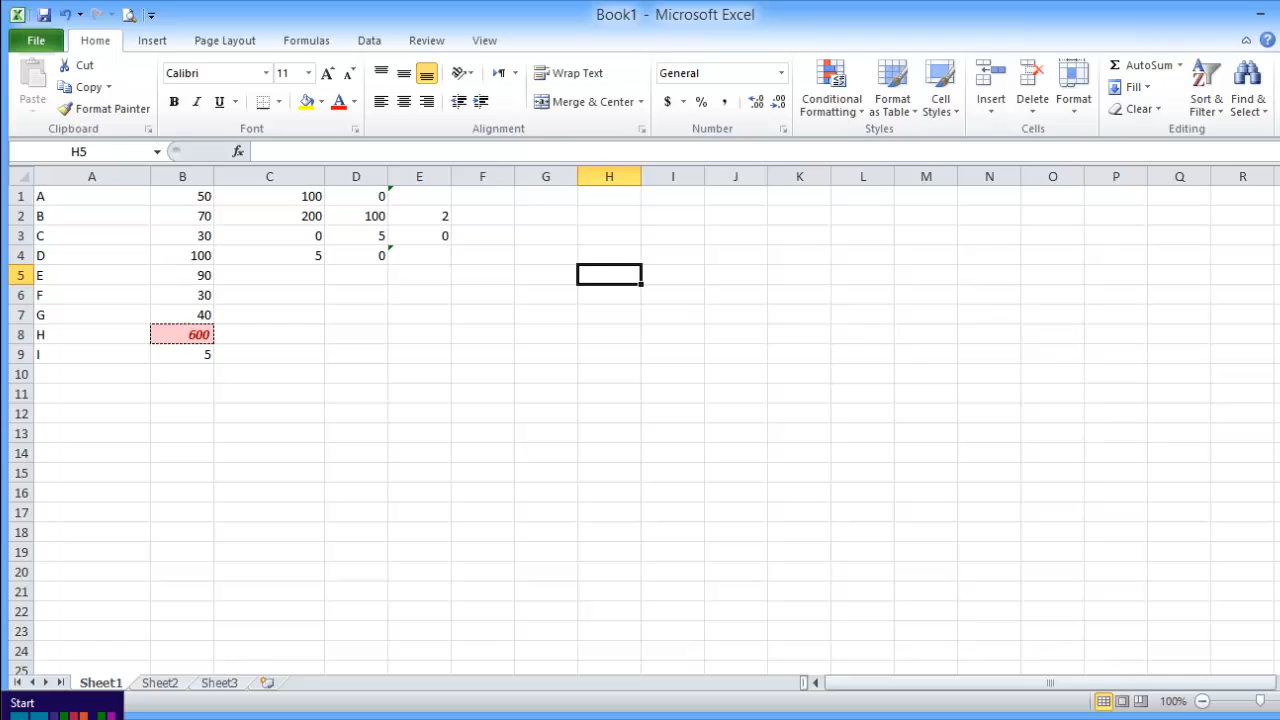 Book1 - Microsoft Excel
File Home Insert Page Layout Formulas Data Review View
Paste Cut Copy Format Painter
Clipboard
Calibri 11
B I U A
Font
Wrap Text
Merge & Center
Alignment
General
$ % ,
Number
Conditional Formatting Format as Table Cell Styles
Styles
Insert Delete Format
Cells
Σ AutoSum Fill Clear Sort & Filter Find & Select
Editing
H5 fx
A B C D E F G H I J K L M N O P Q R
1 A 50 100 0
2 B 70 200 100 2
3 C 30 0 5 0
4 D 100 5 0
5 E 90
6 F 30
7 G 40
8 H 600
9 I 5
10
11
12
13
14
15
16
17
18
19
20
21
22
23
24
25
Sheet1 Sheet2 Sheet3
100%
Start